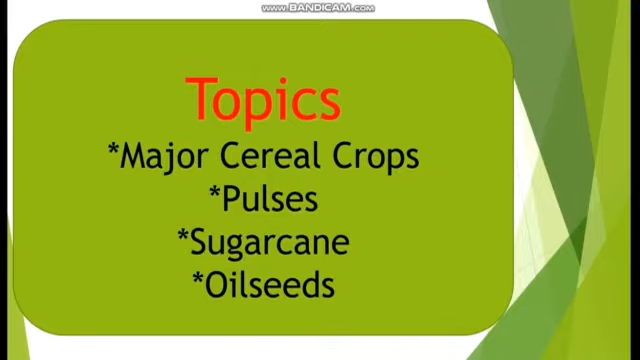 www.BANDICAM.com
Topics
*Major Cereal Crops
*Pulses
*Sugarcane
*Oilseeds